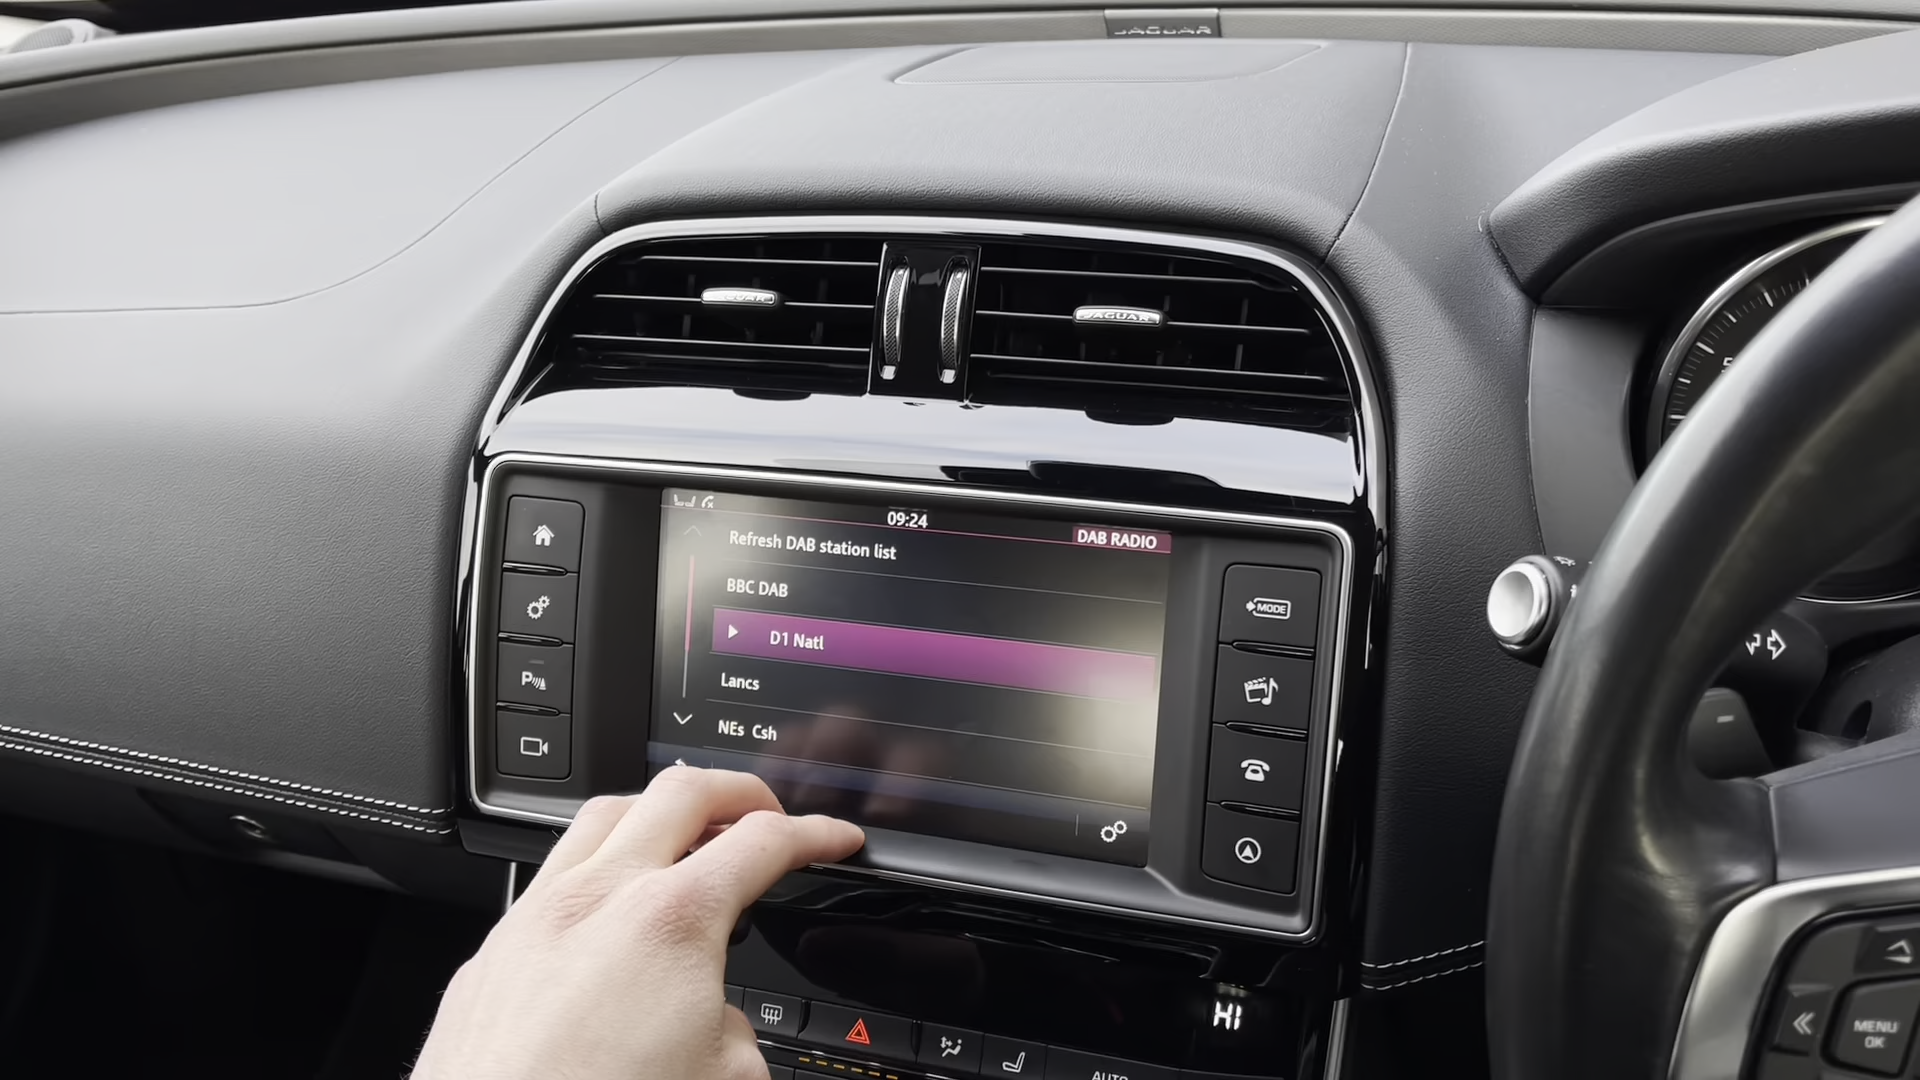 JAGUAR
JAGUAR
09:24
DAB RADIO
Refresh DAB station list
BBC DAB
D1 Natl
Lancs
NEs Csh
MODE
P
HI
AUTO
MENU
OK